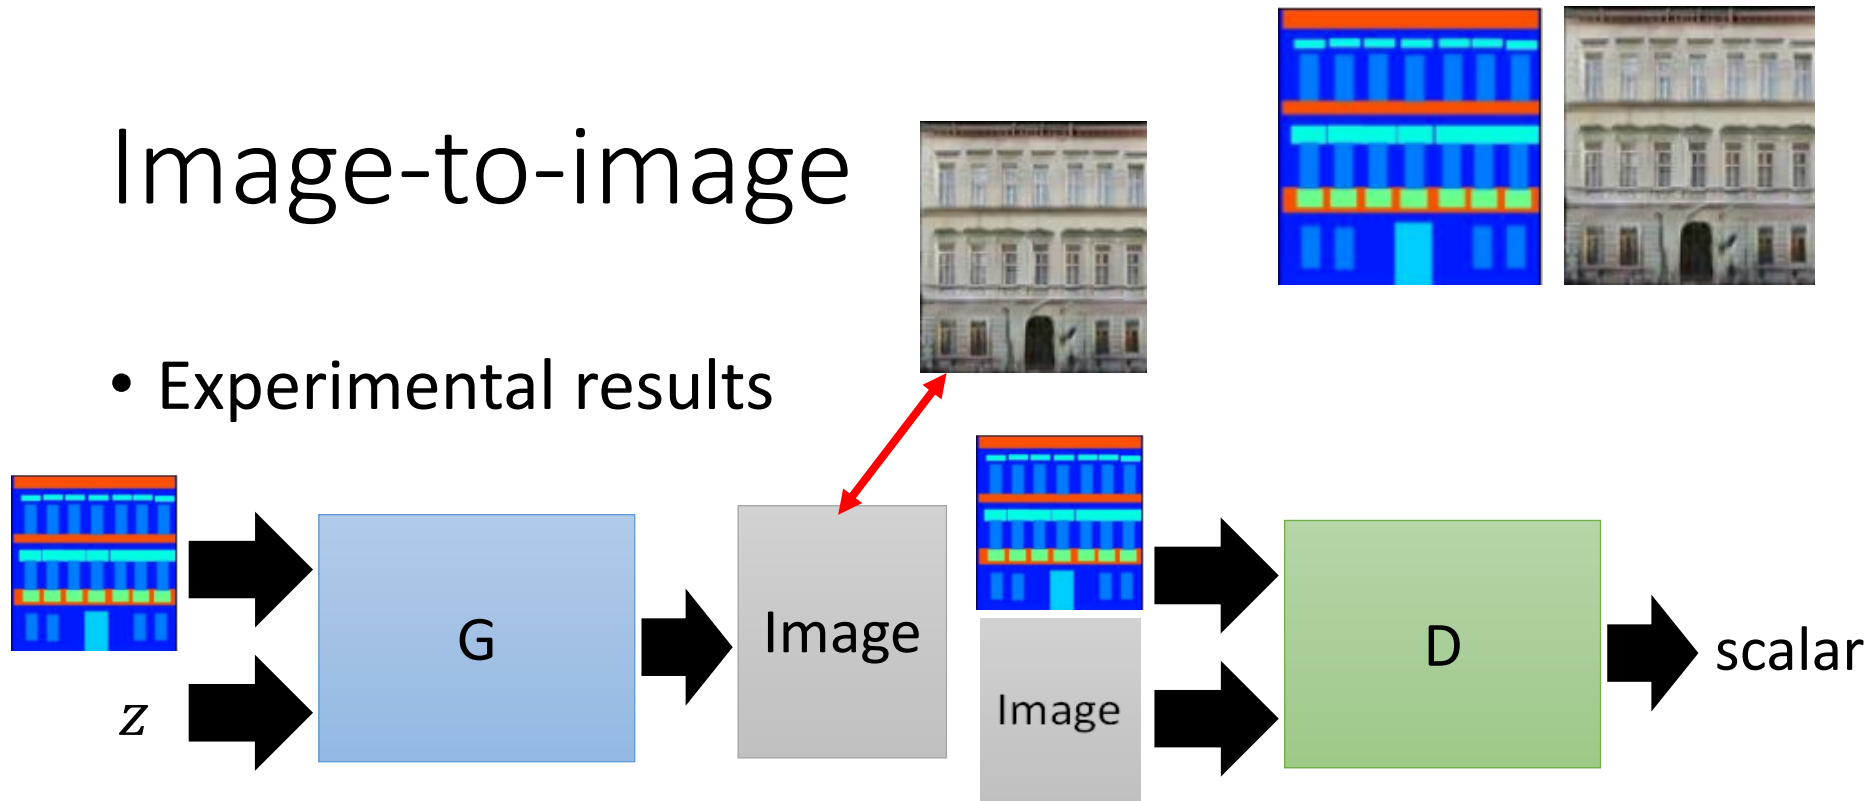 Image-to-image
• Experimental results
z
G
Image
Image
D
scalar